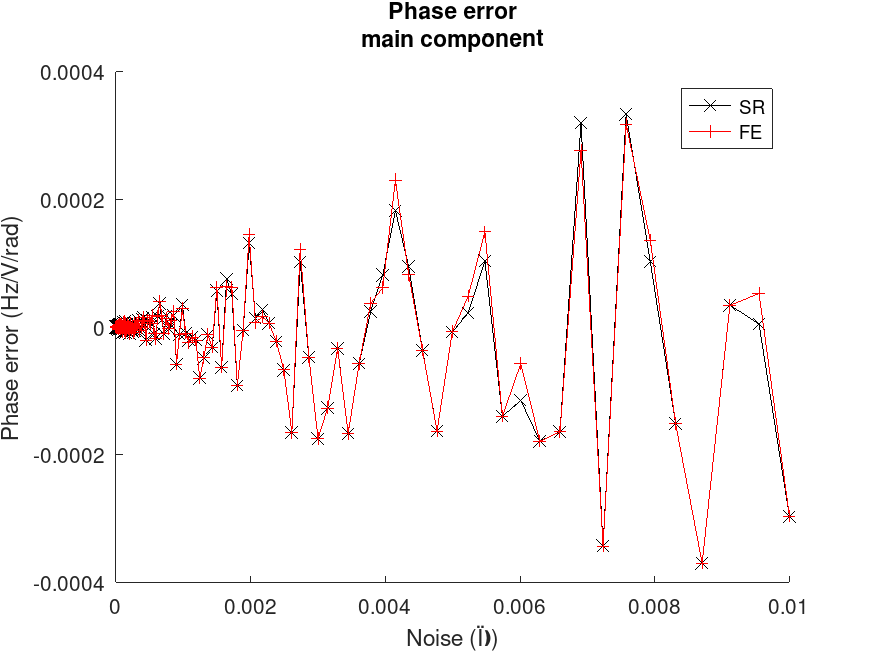 Phase error
main component
0.0004
0.0002
0
-0.0002
-0.0004
Phase error (Hz/V/rad)
SR
FE
0 0.002 0.004 0.006 0.008 0.01
Noise